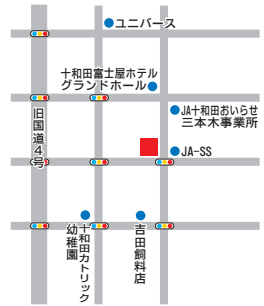 ユニバース
十和田富士屋ホテル
グランドホール
JA十和田おいらせ
三本木事業所
旧国道4号
JA-SS
十和田カトリック
幼稚園
吉田飼料店